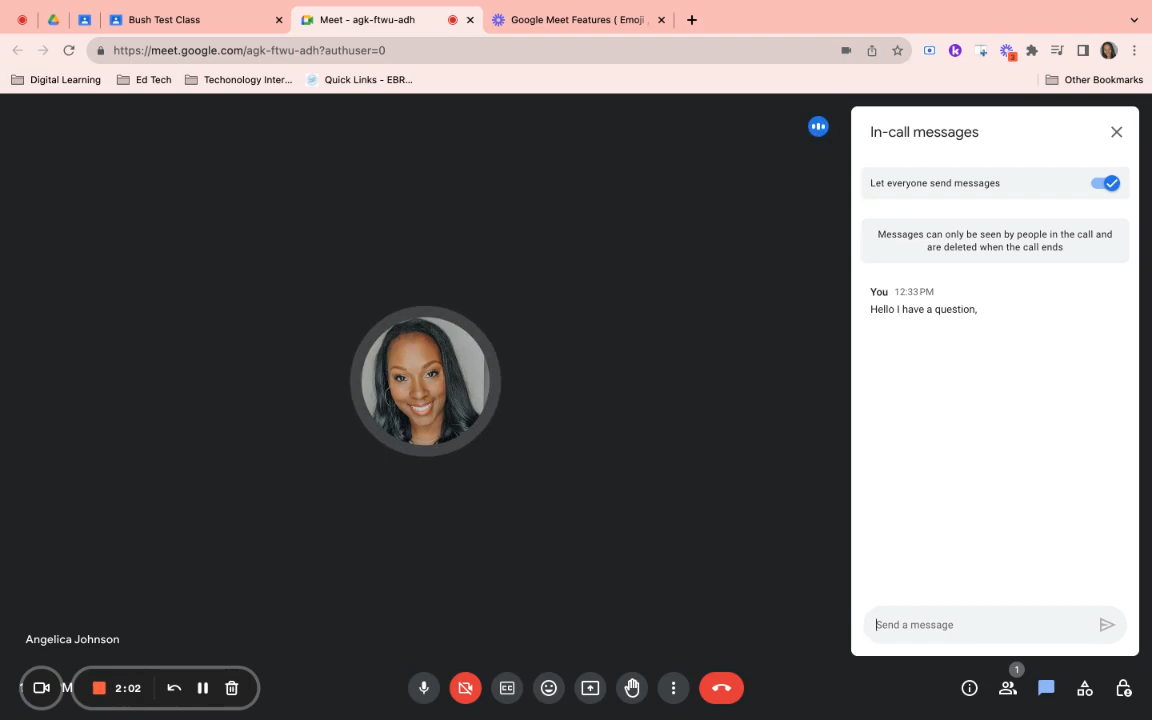 Bush Test Class
Meet - agk-ftwu-adh
Google Meet Features ( Emoji
https://meet.google.com/agk-ftwu-adh?authuser=0
3
Digital Learning
Ed Tech
Techonology Inter...
Quick Links - EBR...
Other Bookmarks
In-call messages
Let everyone send messages
Messages can only be seen by people in the call and
are deleted when the call ends
You 12:33 PM
Hello I have a question,
Send a message
Angelica Johnson
M
2:02
CC
1